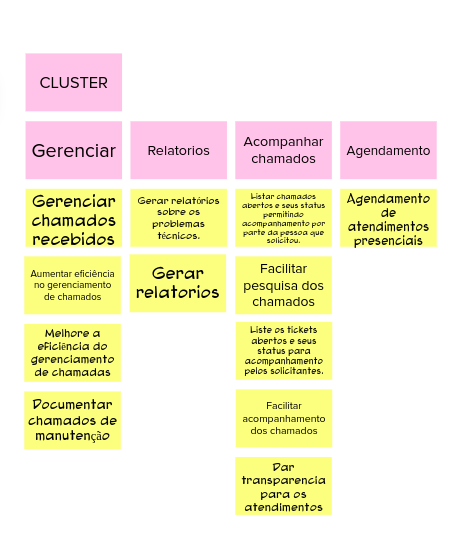 CLUSTER
Gerenciar
Relatorios
Acompanhar
chamados
Agendamento
Gerenciar
chamados
recebidos
Gerar relatórios
sobre os
problemas
técnicos.
Listar chamados
abertos e seus status
permitindo
acompanhamento por
parte da pessoa que
solicitou.
Agendamento
de
atendimentos
presenciais
Aumentar eficiência
no gerenciamento
de chamados
Gerar
relatorios
Facilitar
pesquisa dos
chamados
Melhore a
eficiência do
gerenciamento
de chamadas
Liste os tickets
abertos e seus
status para
acompanhamento
pelos solicitantes.
Documentar
chamados de
manutenção
Facilitar
acompanhamento
dos chamados
Dar
transparencia
para os
atendimentos